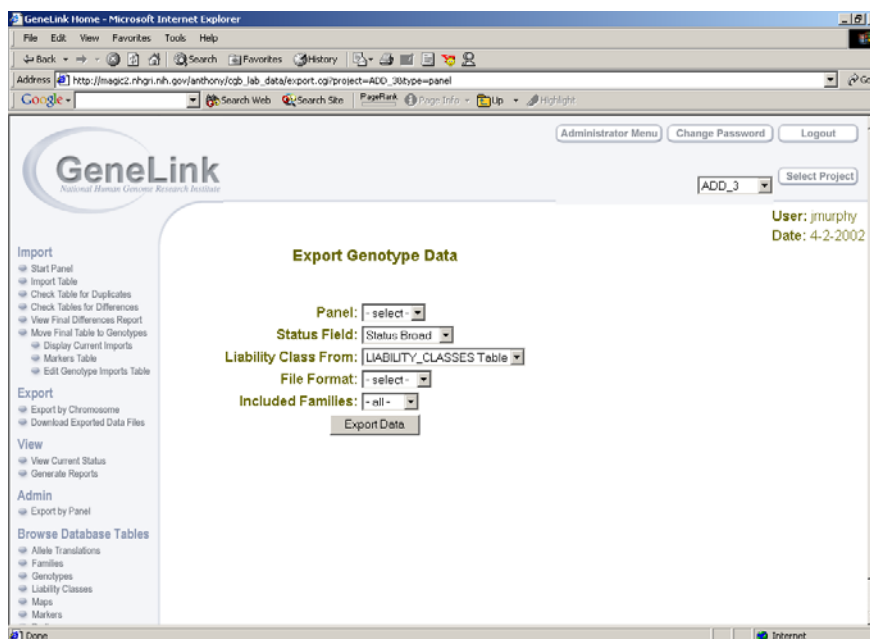 GeneLink Home - Microsoft Internet Explorer
File Edit View Favorites Tools Help
Back Search Favorites History
Address http://magic2.nhgri.nih.gov/anthony/cgb_lab_data/export.cgi?project=ADD_3&type=panel Go
Google Search Web Search Site PageRank Page Info Up Highlight
Administrator Menu Change Password Logout
GeneLink
National Human Genome Research Institute
ADD_3 Select Project
User: jmurphy
Date: 4-2-2002
Import
Start Panel
Import Table
Check Table for Duplicates
Check Tables for Differences
View Final Differences Report
Move Final Table to Genotypes
Display Current Imports
Markers Table
Edit Genotype Imports Table
Export
Export by Chromosome
Download Exported Data Files
View
View Current Status
Generate Reports
Admin
Export by Panel
Browse Database Tables
Allele Translations
Families
Genotypes
Liability Classes
Maps
Markers
Export Genotype Data
Panel: - select -
Status Field: Status Broad
Liability Class From: LIABILITY_CLASSES Table
File Format: - select -
Included Families: - all -
Export Data
Done Internet